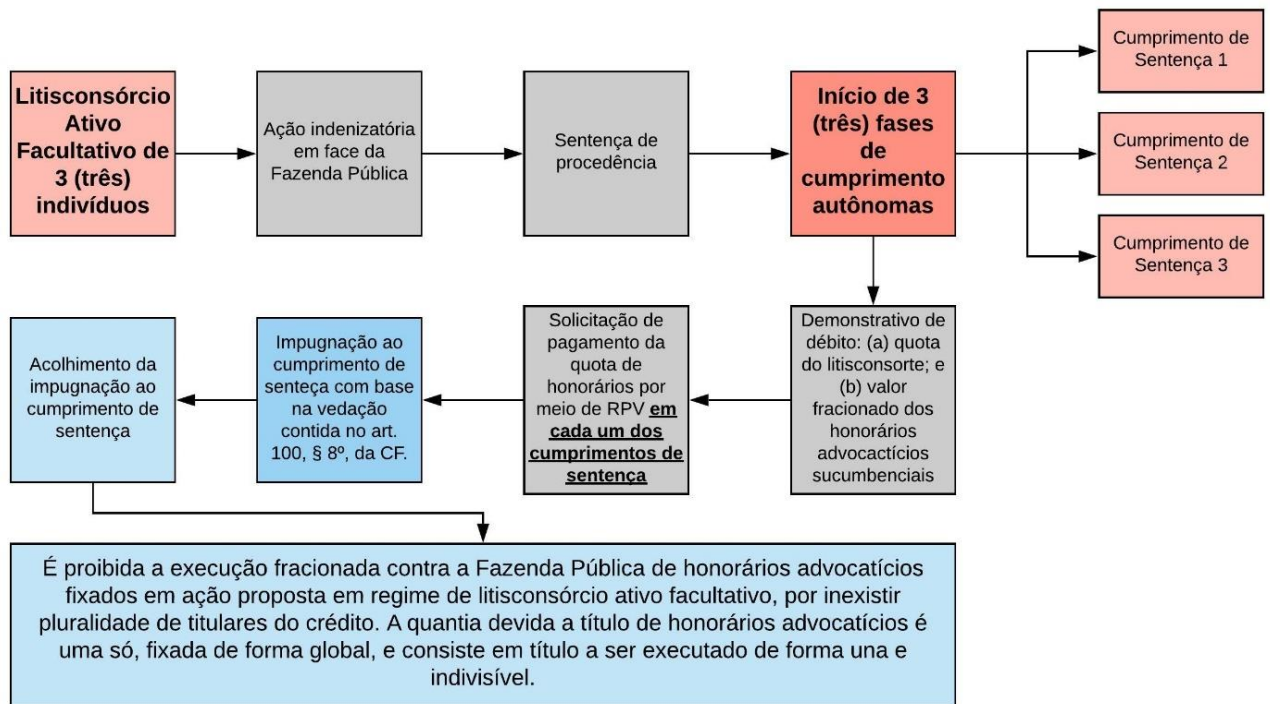 Litisconsórcio
Ativo
Facultativo de
3 (três)
indivíduos
Ação indenizatória
em face da
Fazenda Pública
Sentença de
procedência
Início de 3
(três) fases
de
cumprimento
autônomas
Cumprimento de
Sentença 1
Cumprimento de
Sentença 2
Cumprimento de
Sentença 3
Demonstrativo de
débito: (a) quota
do litisconsorte; e
(b) valor
fracionado dos
honorários
advocactícios
sucumbenciais
Solicitação de
pagamento da
quota de
honorários por
meio de RPV em
cada um dos
cumprimentos de
sentença
Impugnação ao
cumprimento de
senteça com base
na vedação
contida no art.
100, § 8º, da CF.
Acolhimento da
impugnação ao
cumprimento de
sentença
É proibida a execução fracionada contra a Fazenda Pública de honorários advocatícios
fixados em ação proposta em regime de litisconsórcio ativo facultativo, por inexistir
pluralidade de titulares do crédito. A quantia devida a título de honorários advocatícios é
uma só, fixada de forma global, e consiste em título a ser executado de forma una e
indivisível.